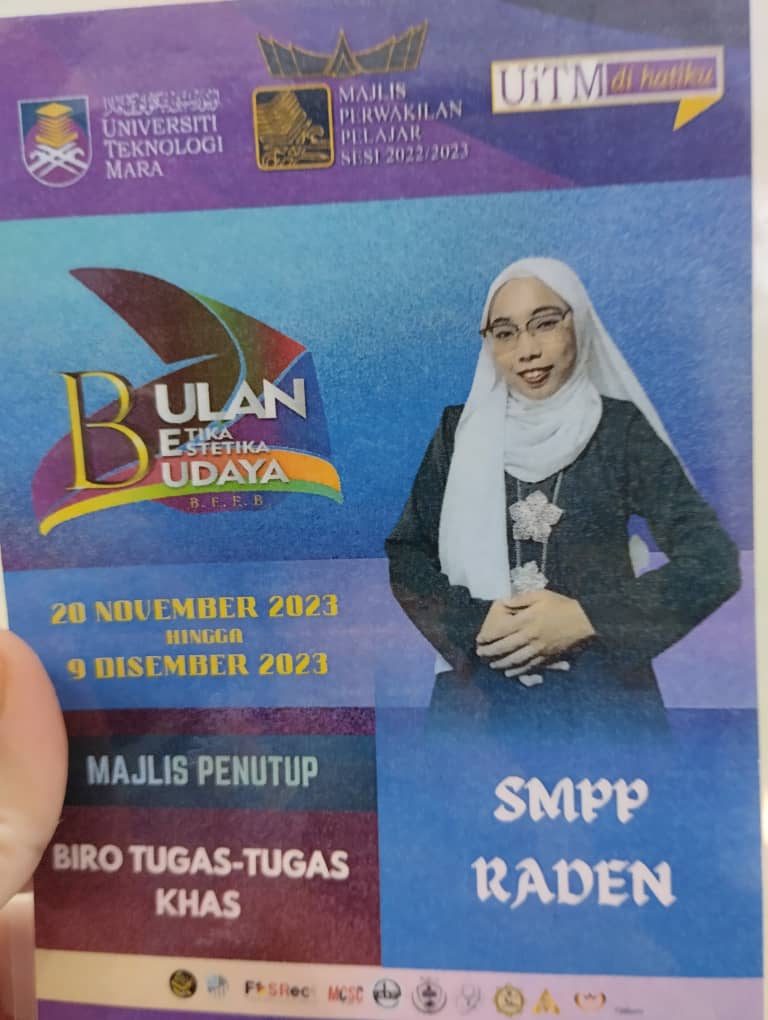 UNIVERSITI
TEKNOLOGI
MARA
MAJLIS
PERWAKILAN
PELAJAR
SESI 2022/2023
UiTM di hatiku
BULAN
ETIKA
ESTETIKA
BUDAYA
B.E.E.B
20 NOVEMBER 2023
HINGGA
9 DISEMBER 2023
MAJLIS PENUTUP
BIRO TUGAS-TUGAS
KHAS
SMPP
RADEN
MCSC